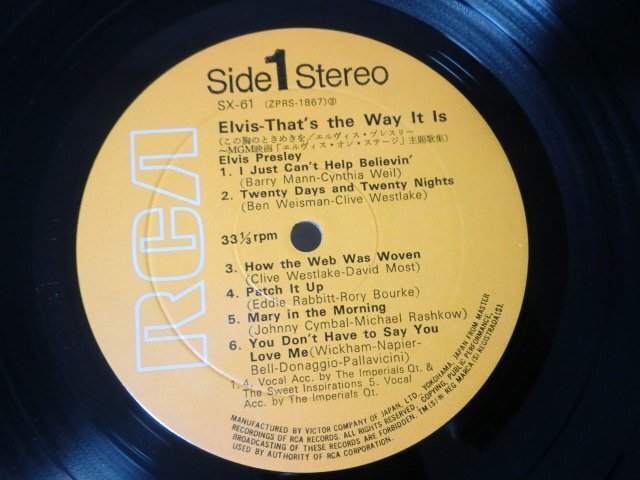 Side 1 Stereo
SX-61 (ZPRS-1867)③
Elvis-That's the Way It Is
(この胸のときめきを/エルヴィス・プレスリー
〜MGM映画「エルヴィス・オン・ステージ」主題歌集)
Elvis Presley
1. I Just Can't Help Believin'
(Barry Mann-Cynthia Weil)
2. Twenty Days and Twenty Nights
(Ben Weisman-Clive Westlake)
33⅓ rpm
3. How the Web Was Woven
(Clive Westlake-David Most)
4. Patch It Up
(Eddie Rabbitt-Rory Bourke)
5. Mary in the Morning
(Johnny Cymbal-Michael Rashkow)
6. You Don't Have to Say You
Love Me(Wickham-Napier-
Bell-Donaggio-Pallavicini)
1.4. Vocal Acc. by The Imperials Qt. &
The Sweet Inspirations 5. Vocal
Acc. by The Imperials Qt.
MANUFACTURED BY VICTOR COMPANY OF JAPAN, LTD., YOKOHAMA, JAPAN FROM MASTER
RECORDINGS OF RCA RECORDS. ALL RIGHTS RESERVED, COPYING, PUBLIC PERFORMANCE,
BROADCASTING OF THESE RECORDS ARE FORBIDDEN. TM(S)® REG MARCA(S) REGISTRADA(S).
USED BY AUTHORITY OF RCA CORPORATION.
RCA